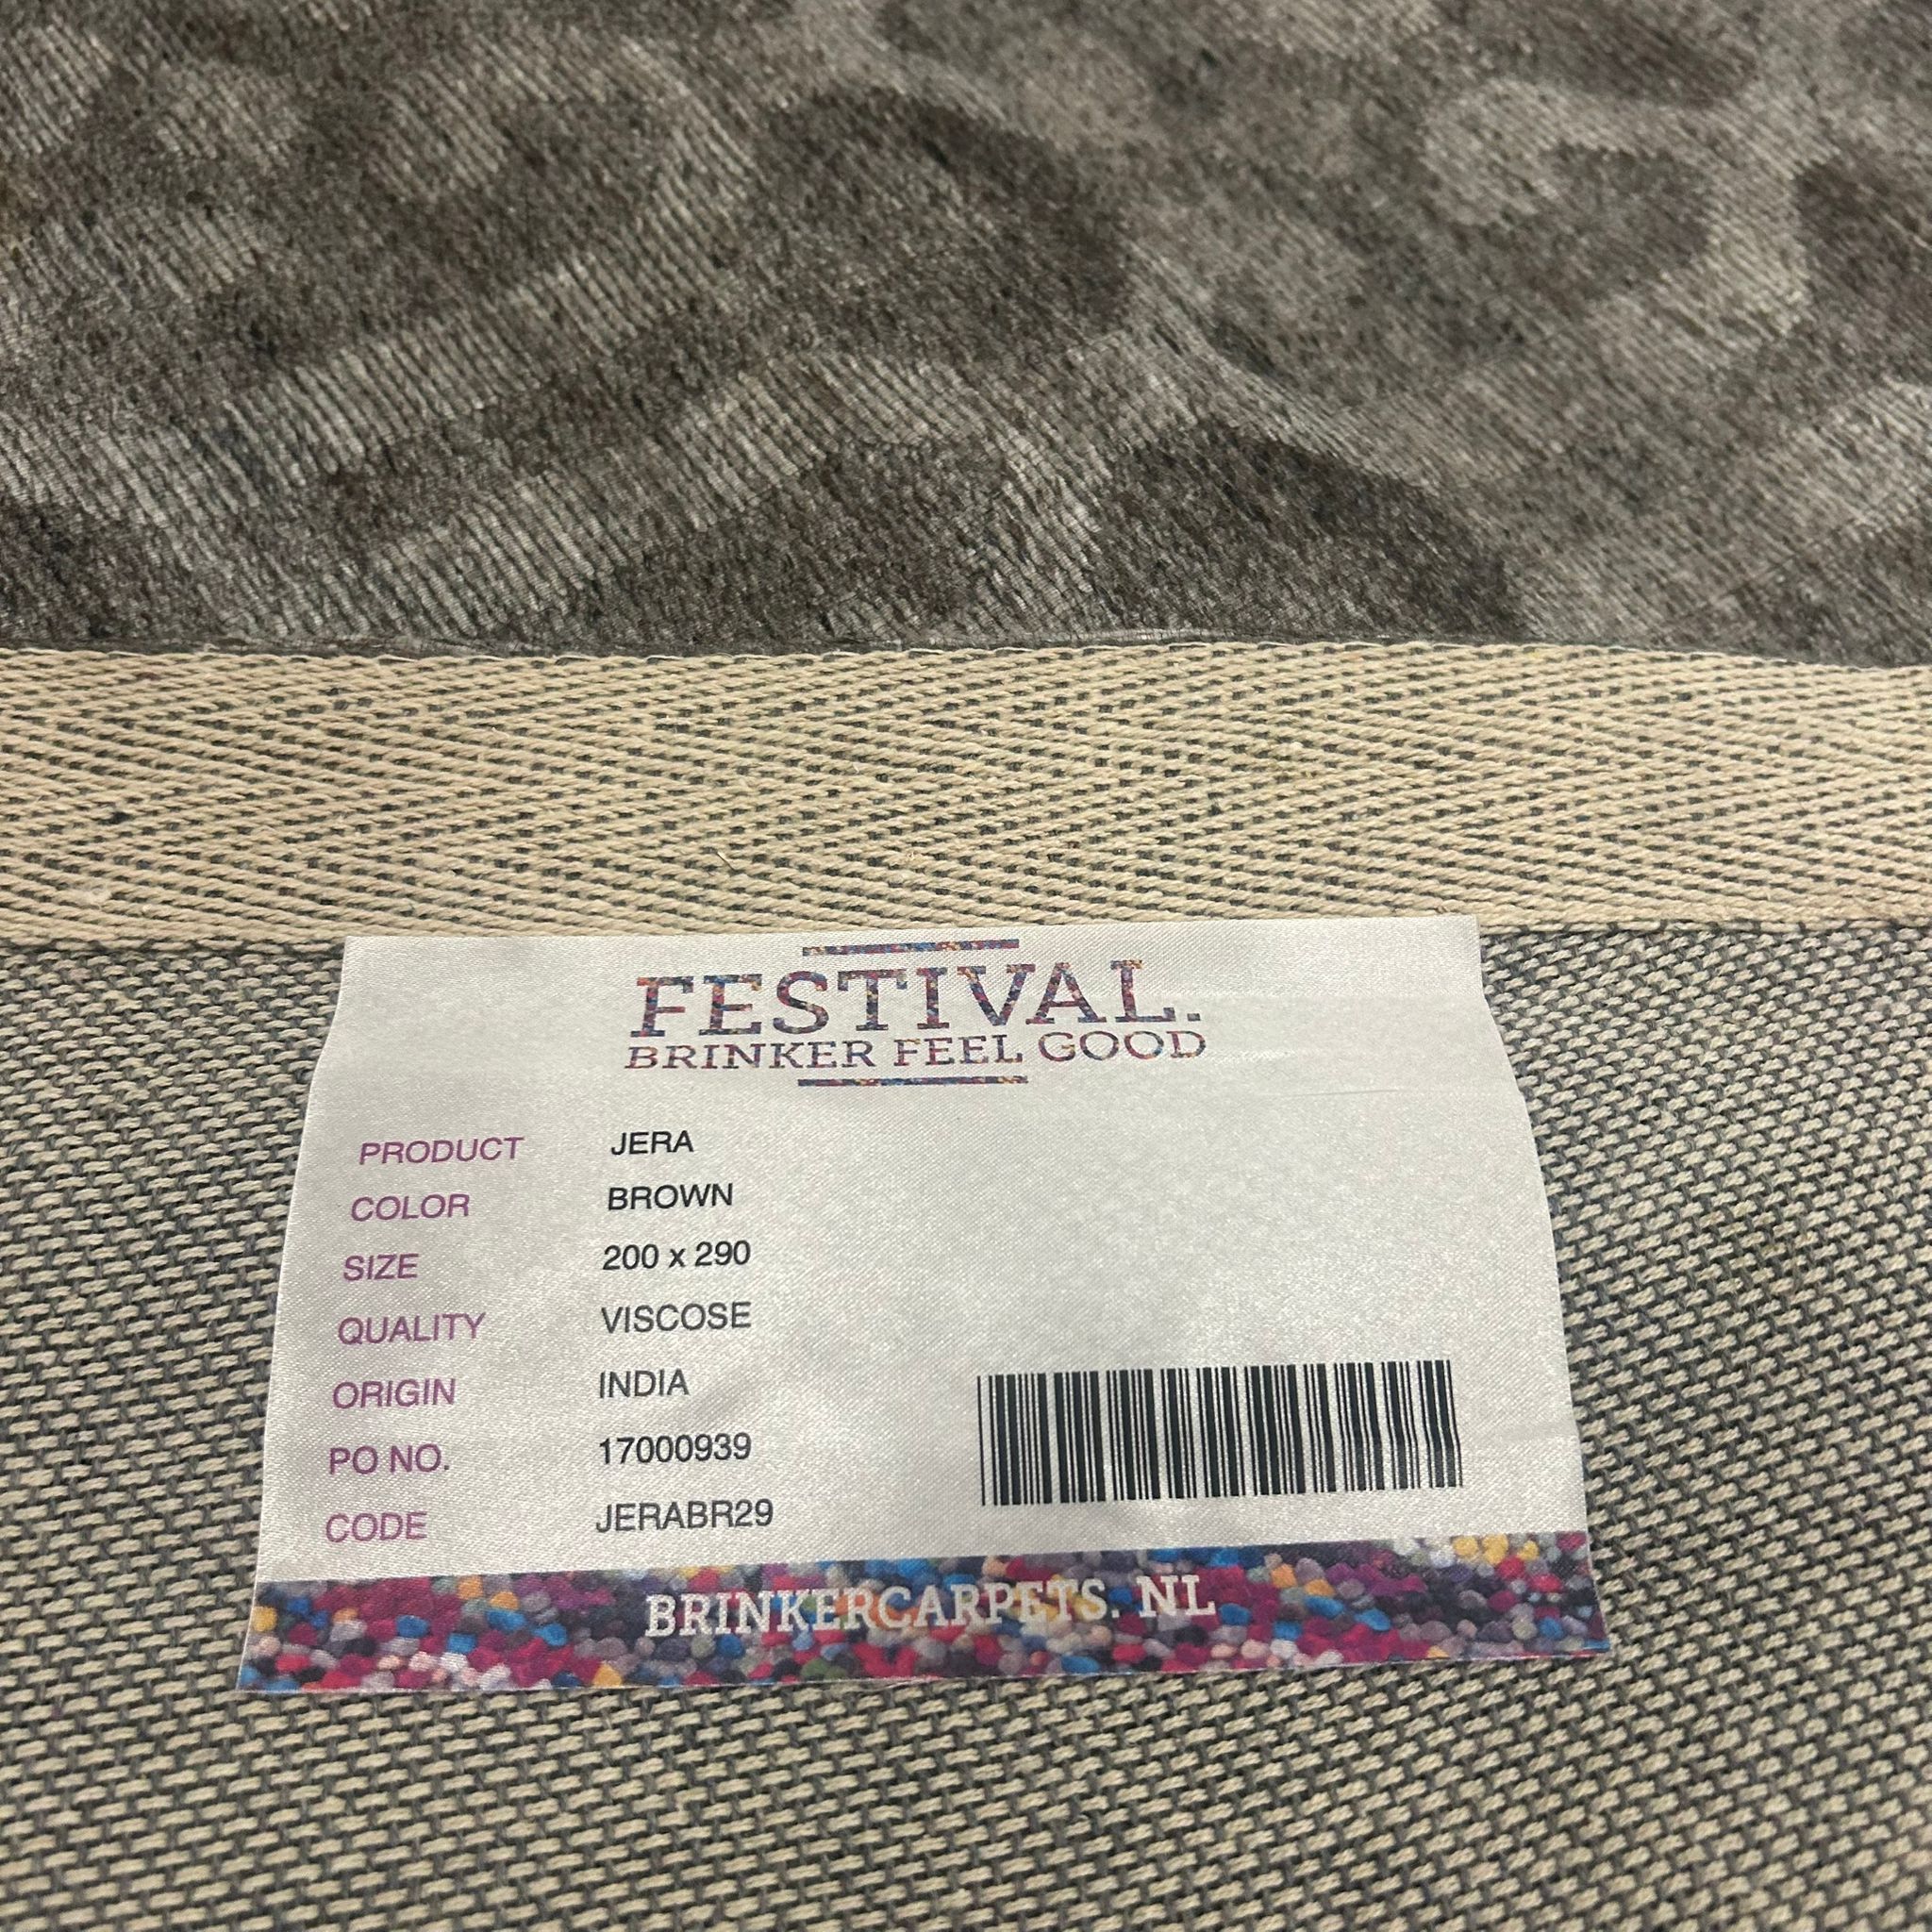 FESTIVAL.
BRINKER FEEL GOOD
PRODUCT JERA
COLOR BROWN
SIZE 200 x 290
QUALITY VISCOSE
ORIGIN INDIA
PO NO. 17000939
CODE JERABR29
BRINKERCARPETS. NL